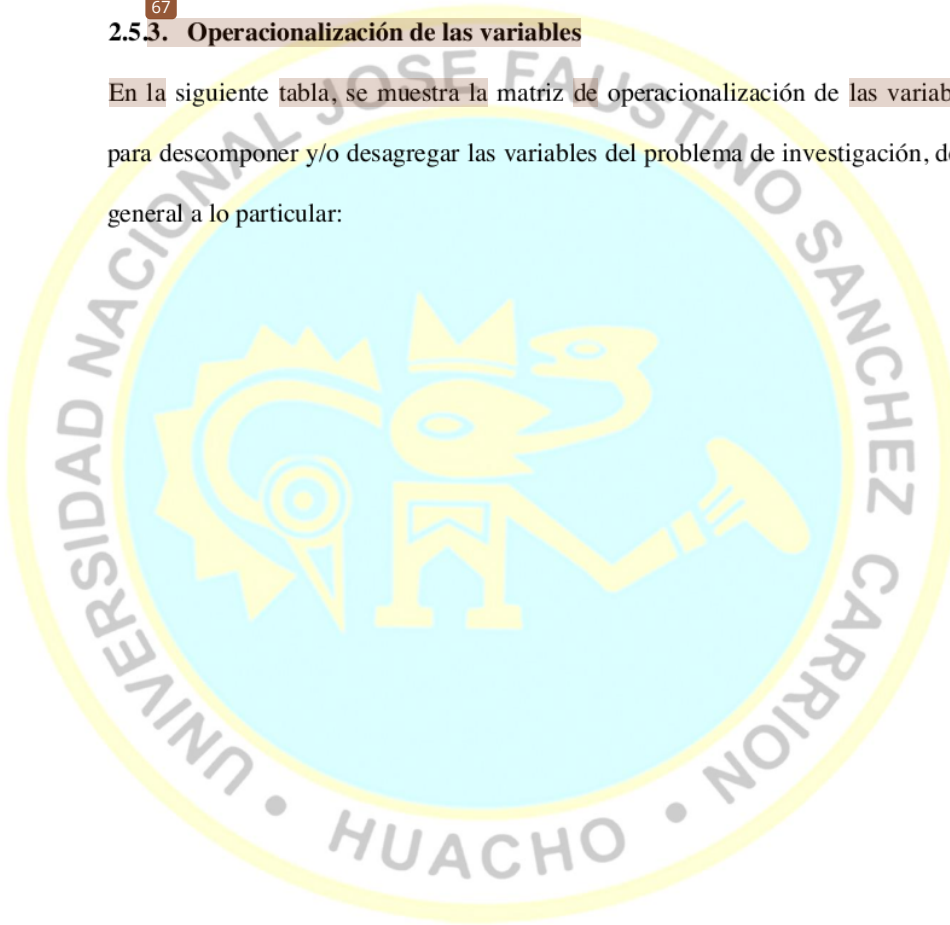 67
2.5.3. Operacionalización de las variables
En la siguiente tabla, se muestra la matriz de operacionalización de las variab
para descomponer y/o desagregar las variables del problema de investigación, d
general a lo particular:
UNIVERSIDAD NACIONAL JOSE FAUSTINO SANCHEZ CARRION
• HUACHO •